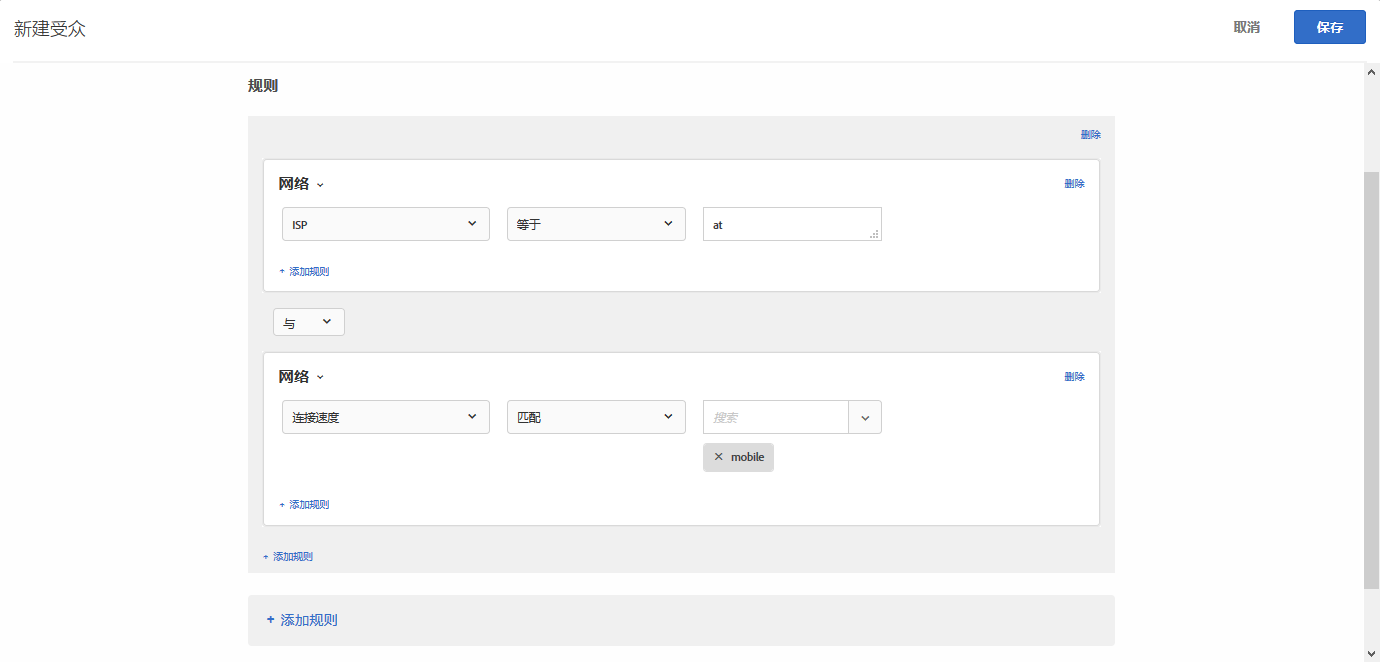 新建受众
取消
保存
规则
删除
网络
删除
ISP
等于
at
+ 添加规则
与
网络
删除
连接速度
匹配
搜索
× mobile
+ 添加规则
+ 添加规则
+ 添加规则